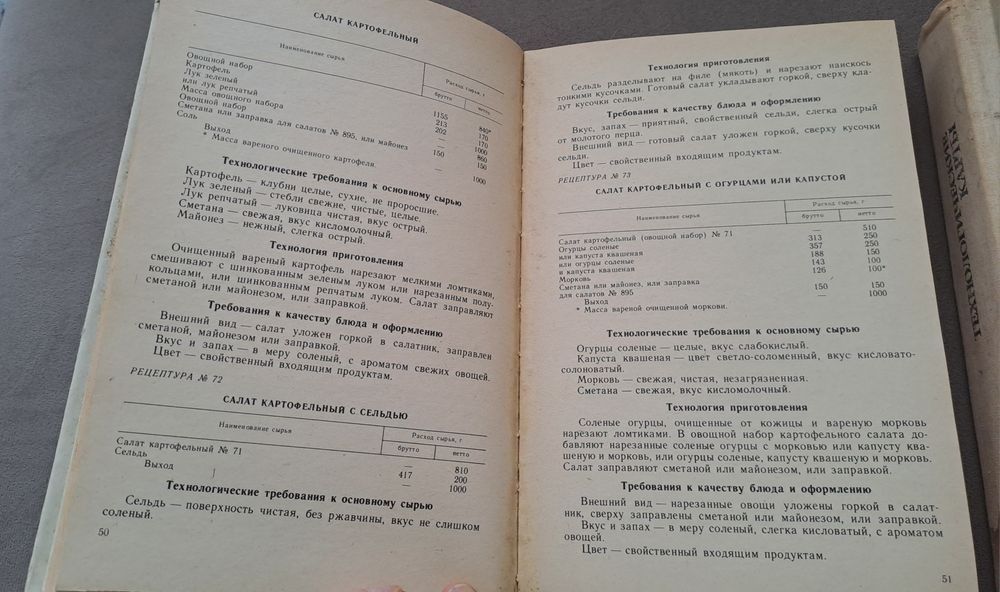 САЛАТ КАРТОФЕЛЬНЫЙ
Наименование сырья
Расход сырья, г
брутто нетто
Овощной набор
Картофель 1155 840*
Лук зеленый 213 170
или лук репчатый 202 170
Масса овощного набора — 1000
Овощной набор — 860
Сметана или заправка для салатов № 895, или майонез 150 150
Соль
Выход — 1000
* Масса вареного очищенного картофеля.
Технологические требования к основному сырью
Картофель — клубни целые, сухие, не проросшие.
Лук зеленый — стебли свежие, чистые, целые.
Лук репчатый — луковица чистая, вкус острый.
Сметана — свежая, вкус кисломолочный.
Майонез — нежный, слегка острый.
Технология приготовления
Очищенный вареный картофель нарезают мелкими ломтиками,
смешивают с шинкованным зеленым луком или нарезанным полу-
кольцами, или шинкованным репчатым луком. Салат заправляют
сметаной или майонезом, или заправкой.
Требования к качеству блюда и оформлению
Внешний вид — салат уложен горкой в салатник, заправлен
сметаной, майонезом или заправкой.
Вкус и запах — в меру соленый, с ароматом свежих овощей.
Цвет — свойственный входящим продуктам.
РЕЦЕПТУРА № 72
САЛАТ КАРТОФЕЛЬНЫЙ С СЕЛЬДЬЮ
Наименование сырья
Расход сырья, г
брутто нетто
Салат картофельный № 71 — 810
Сельдь 417 200
Выход — 1000
Технологические требования к основному сырью
Сельдь — поверхность чистая, без ржавчины, вкус не слишком
соленый.
50
Технология приготовления
Сельдь разделывают на филе (мякоть) и нарезают наискось
тонкими кусочками. Готовый салат укладывают горкой, сверху кла-
дут кусочки сельди.
Требования к качеству блюда и оформлению
Вкус, запах — приятный, свойственный сельди, слегка острый
от молотого перца.
Внешний вид — готовый салат уложен горкой, сверху кусочки
сельди.
Цвет — свойственный входящим продуктам.
РЕЦЕПТУРА № 73
САЛАТ КАРТОФЕЛЬНЫЙ С ОГУРЦАМИ ИЛИ КАПУСТОЙ
Наименование сырья
Расход сырья, г
брутто нетто
Салат картофельный (овощной набор) № 71 510
Огурцы соленые 313 250
или капуста квашеная 357 250
или огурцы соленые 188 150
и капуста квашеная 143 100
Морковь 126 100*
Сметана или майонез, или заправка
для салатов № 895 150 150
Выход — 1000
* Масса вареной очищенной моркови.
Технологические требования к основному сырью
Огурцы соленые — целые, вкус слабокислый.
Капуста квашеная — цвет светло-соломенный, вкус кисловато-
солоноватый.
Морковь — свежая, чистая, незагрязненная.
Сметана — свежая, вкус кисломолочный.
Технология приготовления
Соленые огурцы, очищенные от кожицы и вареную морковь
нарезают ломтиками. В овощной набор картофельного салата до-
бавляют нарезанные соленые огурцы с морковью или капусту ква-
шеную и морковь, или огурцы соленые, капусту квашеную и морковь.
Салат заправляют сметаной или майонезом, или заправкой.
Требования к качеству блюда и оформлению
Внешний вид — нарезанные овощи уложены горкой в салат-
ник, сверху заправлены сметаной или майонезом, или заправкой.
Вкус и запах — в меру соленый, слегка кисловатый, с ароматом
овощей.
Цвет — свойственный входящим продуктам.
51